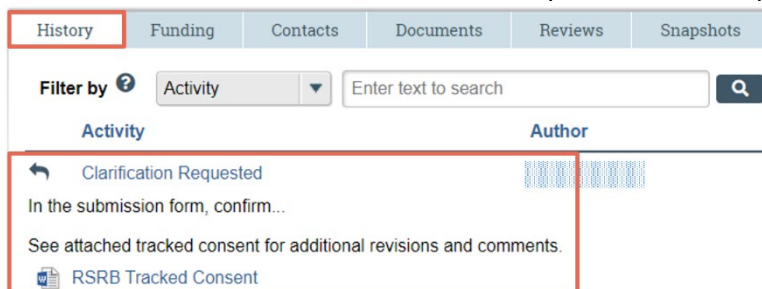 History Funding Contacts Documents Reviews Snapshots
Filter by ? Activity Enter text to search
Activity Author
Clarification Requested
In the submission form, confirm...
See attached tracked consent for additional revisions and comments.
RSRB Tracked Consent